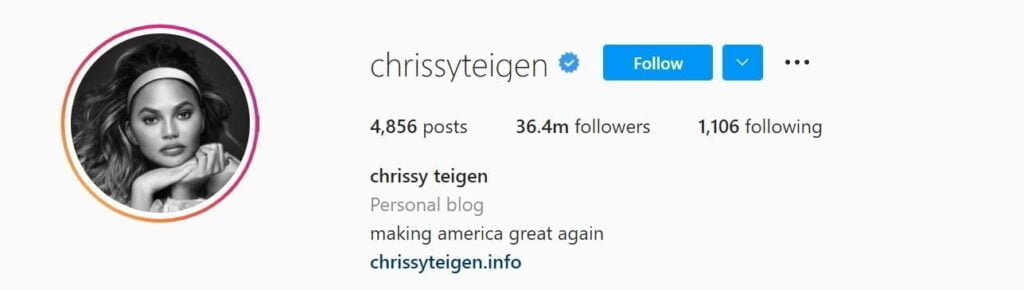 chrissyteigen Follow
4,856 posts 36.4m followers 1,106 following
chrissy teigen
Personal blog
making america great again
chrissyteigen.info